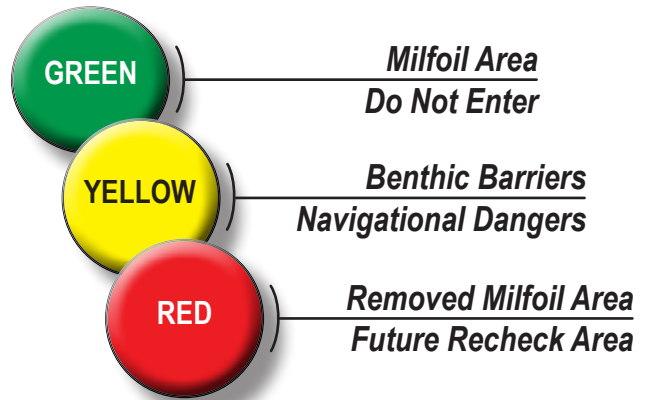 GREEN
Milfoil Area
Do Not Enter
YELLOW
Benthic Barriers
Navigational Dangers
RED
Removed Milfoil Area
Future Recheck Area